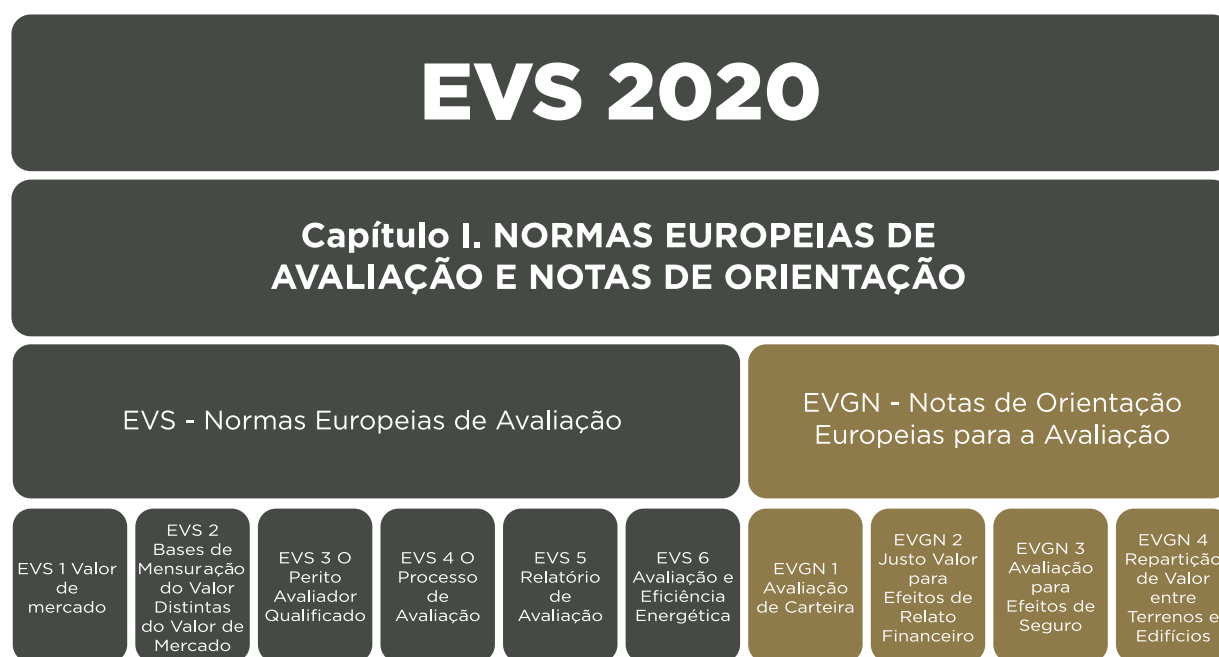 EVS 2020
Capítulo I. NORMAS EUROPEIAS DE
AVALIAÇÃO E NOTAS DE ORIENTAÇÃO
EVS - Normas Europeias de Avaliação
EVGN - Notas de Orientação
Europeias para a Avaliação
EVS 1 Valor
de
mercado
EVS 2
Bases de
Mensuração
do Valor
Distintas
do Valor de
Mercado
EVS 3 O
Perito
Avaliador
Qualificado
EVS 4 O
Processo
de
Avaliação
EVS 5
Relatório
de
Avaliação
EVS 6
Avaliação e
Eficiência
Energética
EVGN 1
Avaliação
de Carteira
EVGN 2
Justo Valor
para
Efeitos de
Relato
Financeiro
EVGN 3
Avaliação
para
Efeitos de
Seguro
EVGN 4
Repartição
de Valor
entre
Terrenos e
Edifícios